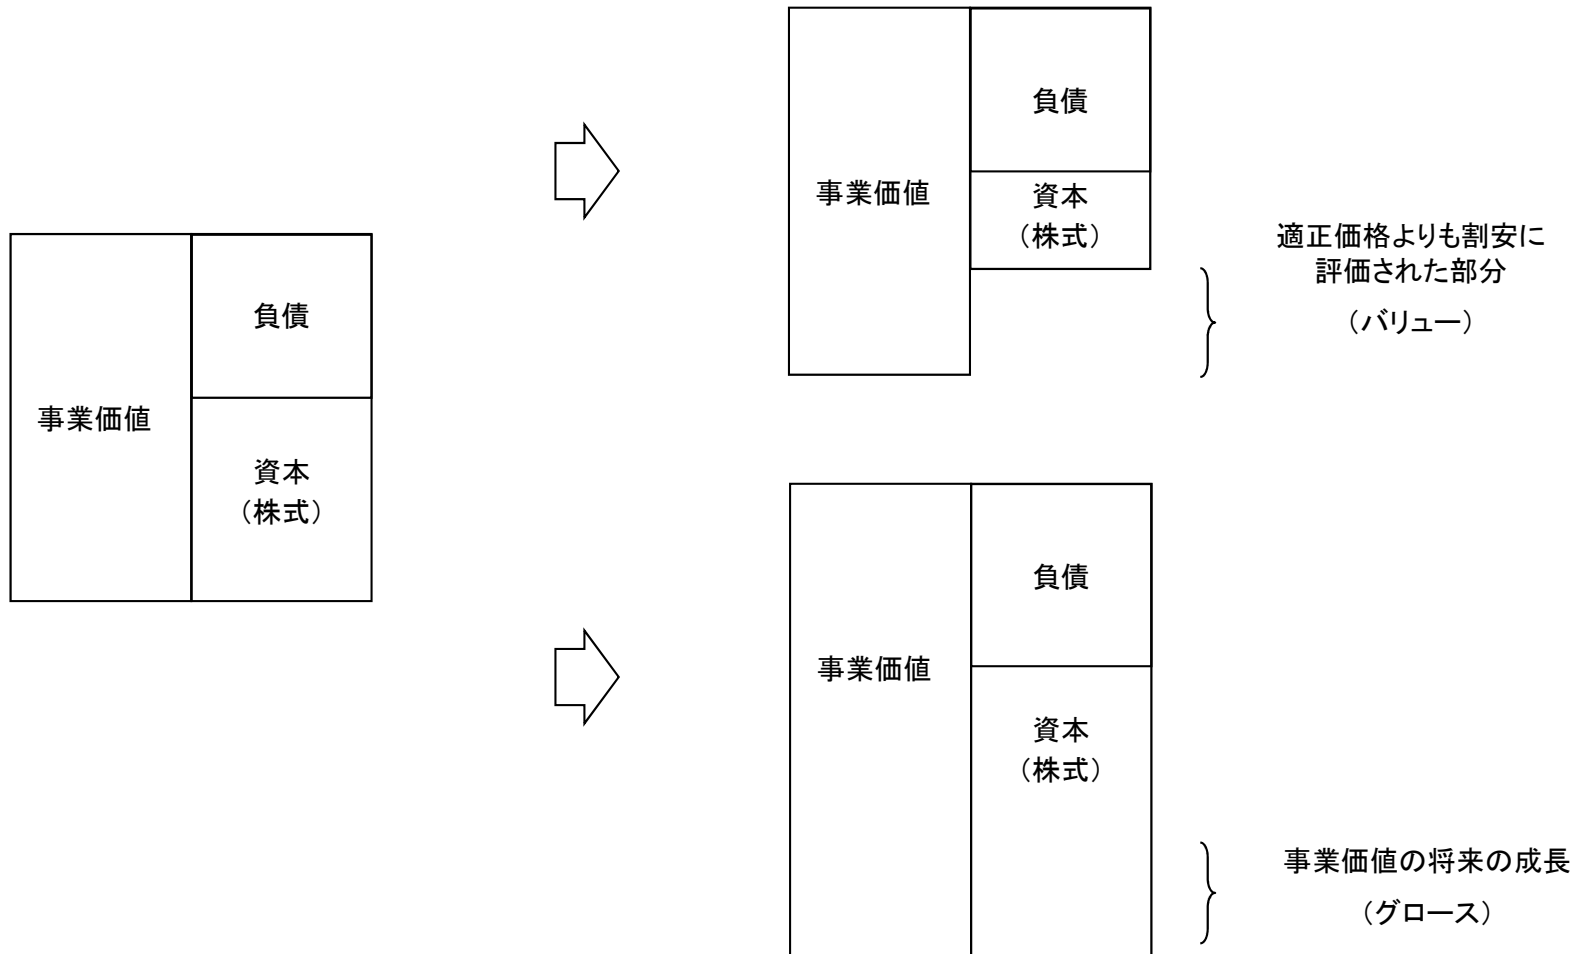 事業価値
負債
資本
（株式）
事業価値
負債
資本
（株式）
適正価格よりも割安に
評価された部分
（バリュー）
事業価値
負債
資本
（株式）
事業価値の将来の成長
（グロース）